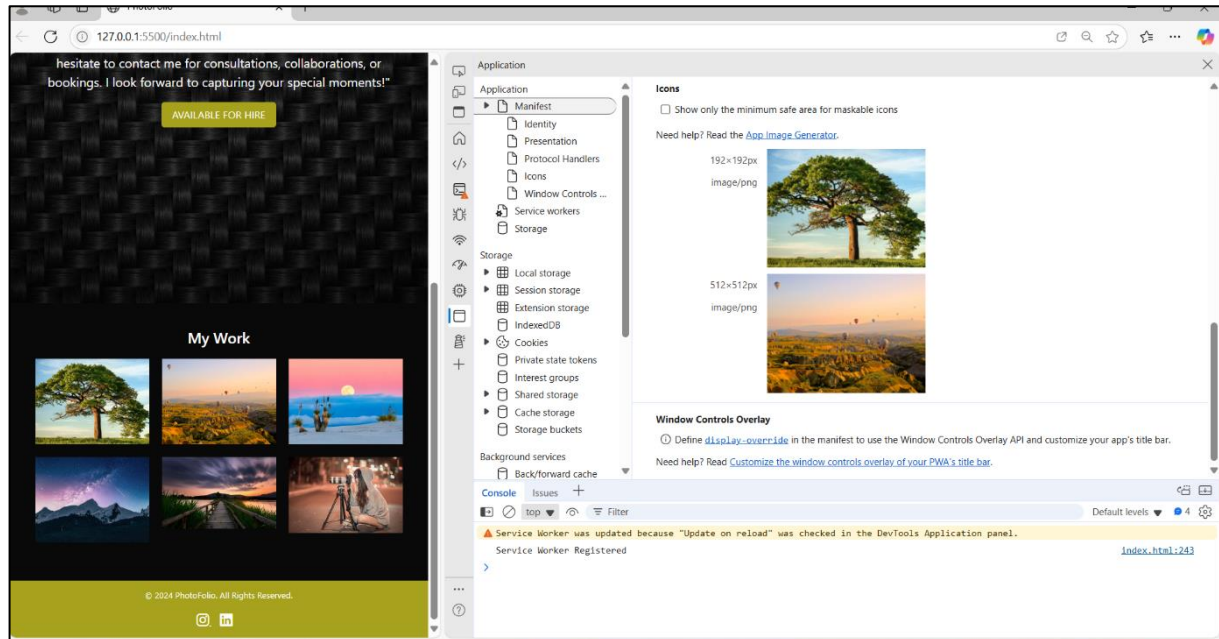 PhotoFolio
127.0.0.1:5500/index.html
hesitate to contact me for consultations, collaborations, or
bookings. I look forward to capturing your special moments!"
AVAILABLE FOR HIRE
My Work
© 2024 PhotoFolio. All Rights Reserved.
Application
Application
Manifest
Identity
Presentation
Protocol Handlers
Icons
Window Controls ...
Service workers
Storage
Storage
Local storage
Session storage
Extension storage
IndexedDB
Cookies
Private state tokens
Interest groups
Shared storage
Cache storage
Storage buckets
Background services
Back/forward cache
Icons
Show only the minimum safe area for maskable icons
Need help? Read the App Image Generator.
192×192px
image/png
512×512px
image/png
Window Controls Overlay
Define display-override in the manifest to use the Window Controls Overlay API and customize your app's title bar.
Need help? Read Customize the window controls overlay of your PWA's title bar.
Console Issues
top Filter Default levels 4
Service Worker was updated because "Update on reload" was checked in the DevTools Application panel.
Service Worker Registered index.html:243